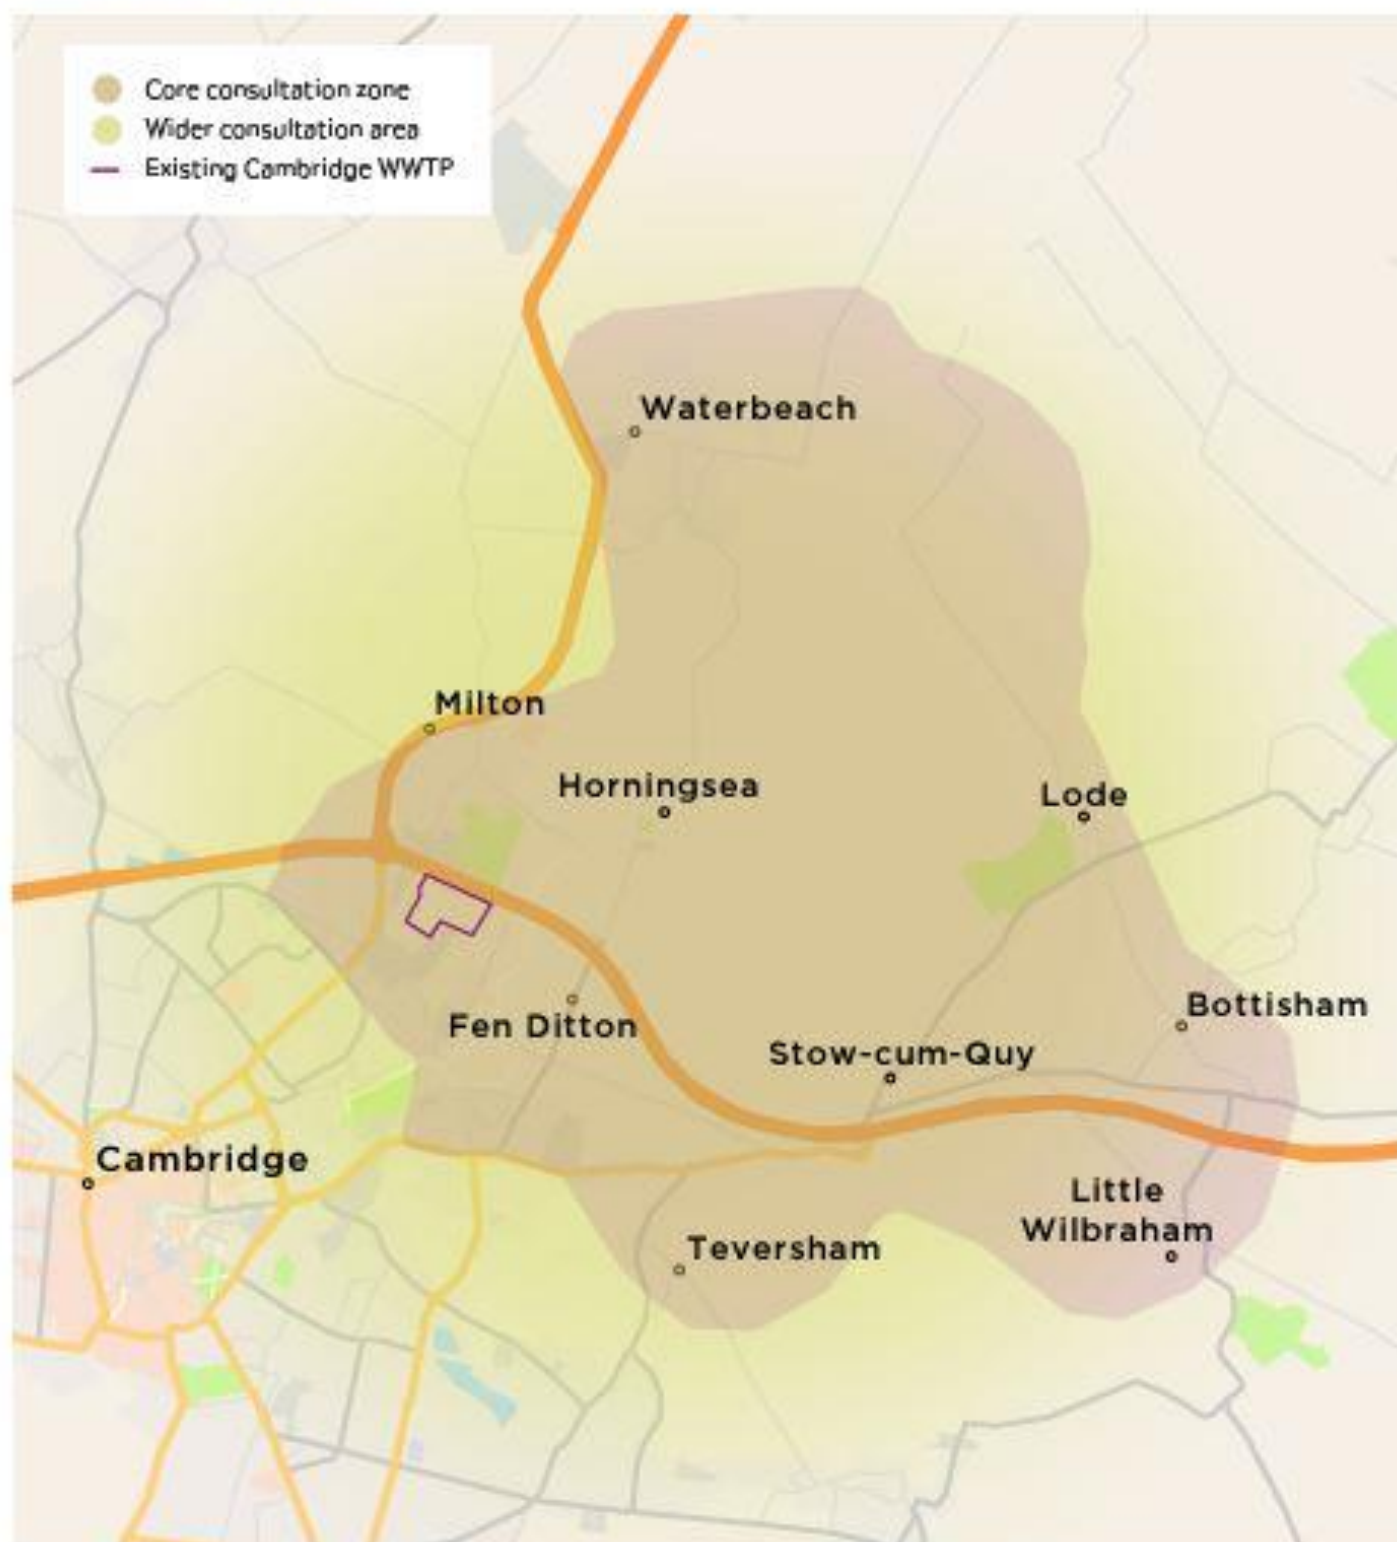 Core consultation zone
Wider consultation area
Existing Cambridge WWTP
Waterbeach
Milton
Horningsea
Lode
Bottisham
Fen Ditton
Stow-cum-Quy
Cambridge
Little
Wilbraham
Teversham